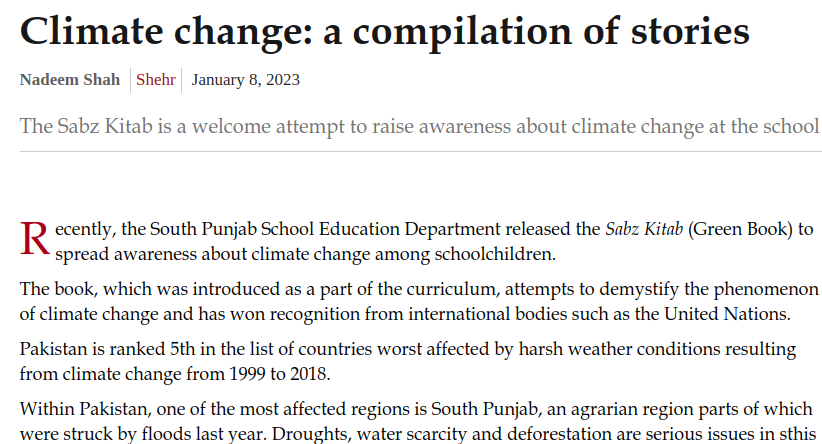 Climate change: a compilation of stories
Nadeem Shah Shehr January 8, 2023
The Sabz Kitab is a welcome attempt to raise awareness about climate change at the school
Recently, the South Punjab School Education Department released the Sabz Kitab (Green Book) to
spread awareness about climate change among schoolchildren.
The book, which was introduced as a part of the curriculum, attempts to demystify the phenomenon
of climate change and has won recognition from international bodies such as the United Nations.
Pakistan is ranked 5th in the list of countries worst affected by harsh weather conditions resulting
from climate change from 1999 to 2018.
Within Pakistan, one of the most affected regions is South Punjab, an agrarian region parts of which
were struck by floods last year. Droughts, water scarcity and deforestation are serious issues in sthis